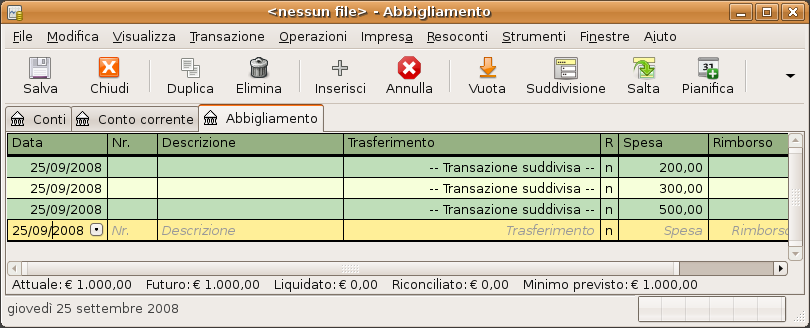 <nessun file> - Abbigliamento
File Modifica Visualizza Transazione Operazioni Impresa Resoconti Strumenti Finestre Aiuto
Salva Chiudi Duplica Elimina Inserisci Annulla Vuota Suddivisione Salta Pianifica
Conti Conto corrente Abbigliamento
Data Nr. Descrizione Trasferimento R Spesa Rimborso
25/09/2008 -- Transazione suddivisa -- n 200,00
25/09/2008 -- Transazione suddivisa -- n 300,00
25/09/2008 -- Transazione suddivisa -- n 500,00
25/09/2008 Nr. Descrizione Trasferimento n Spesa Rimborso
Attuale: € 1.000,00 Futuro: € 1.000,00 Liquidato: € 0,00 Riconciliato: € 0,00 Minimo previsto: € 1.000,00
giovedì 25 settembre 2008